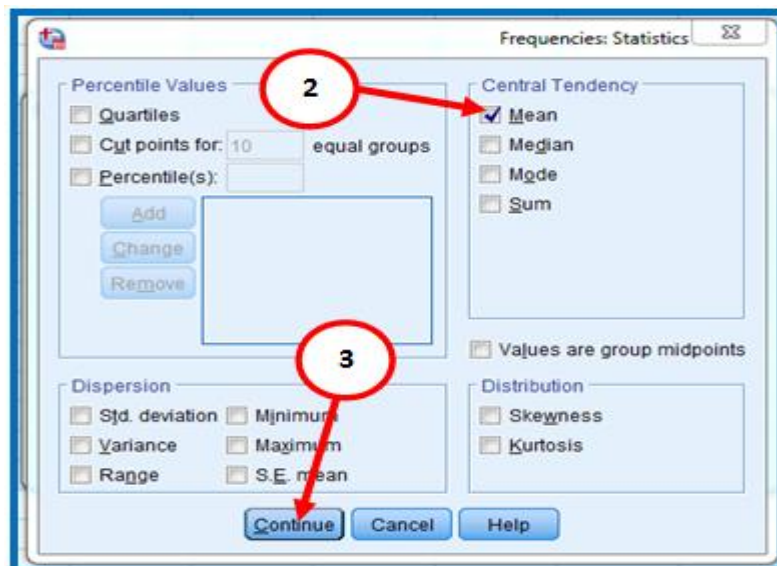 Frequencies: Statistics
Percentile Values
Quartiles
Cut points for: 10 equal groups
Percentile(s):
Add
Change
Remove
2
Central Tendency
Mean
Median
Mode
Sum
Values are group midpoints
3
Dispersion
Std. deviation Minimum
Variance Maximum
Range S.E. mean
Distribution
Skewness
Kurtosis
Continue Cancel Help